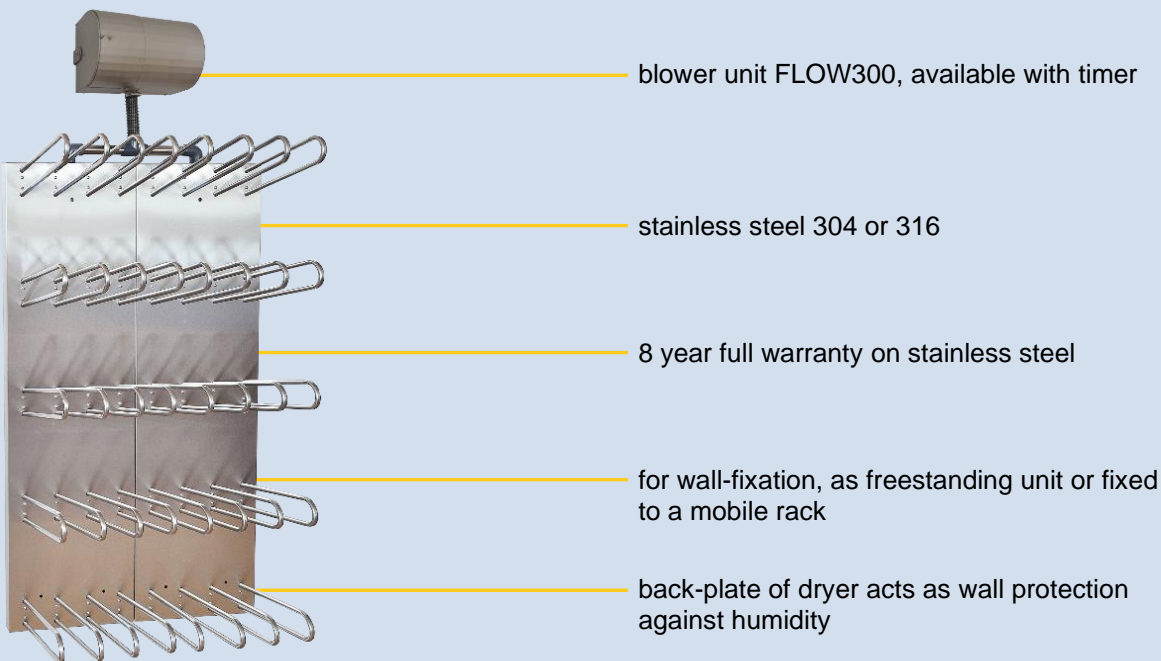 blower unit FLOW300, available with timer
stainless steel 304 or 316
8 year full warranty on stainless steel
for wall-fixation, as freestanding unit or fixed
to a mobile rack
back-plate of dryer acts as wall protection
against humidity